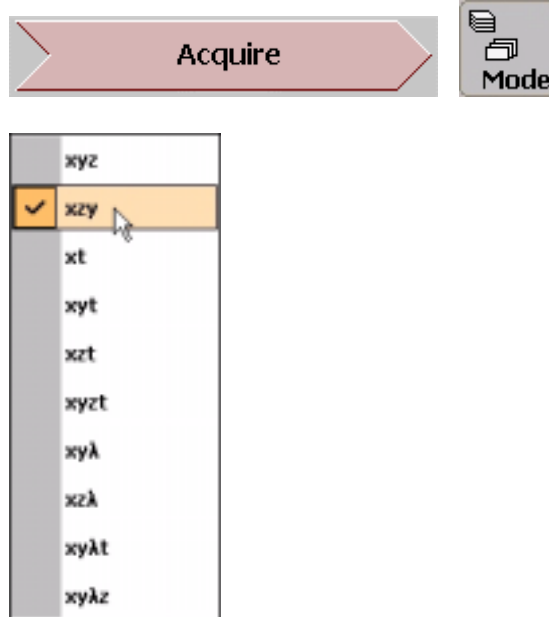 Acquire
Mode
xyz
xzy
xt
xyt
xzt
xyzt
xyλ
xzλ
xyλt
xyλz